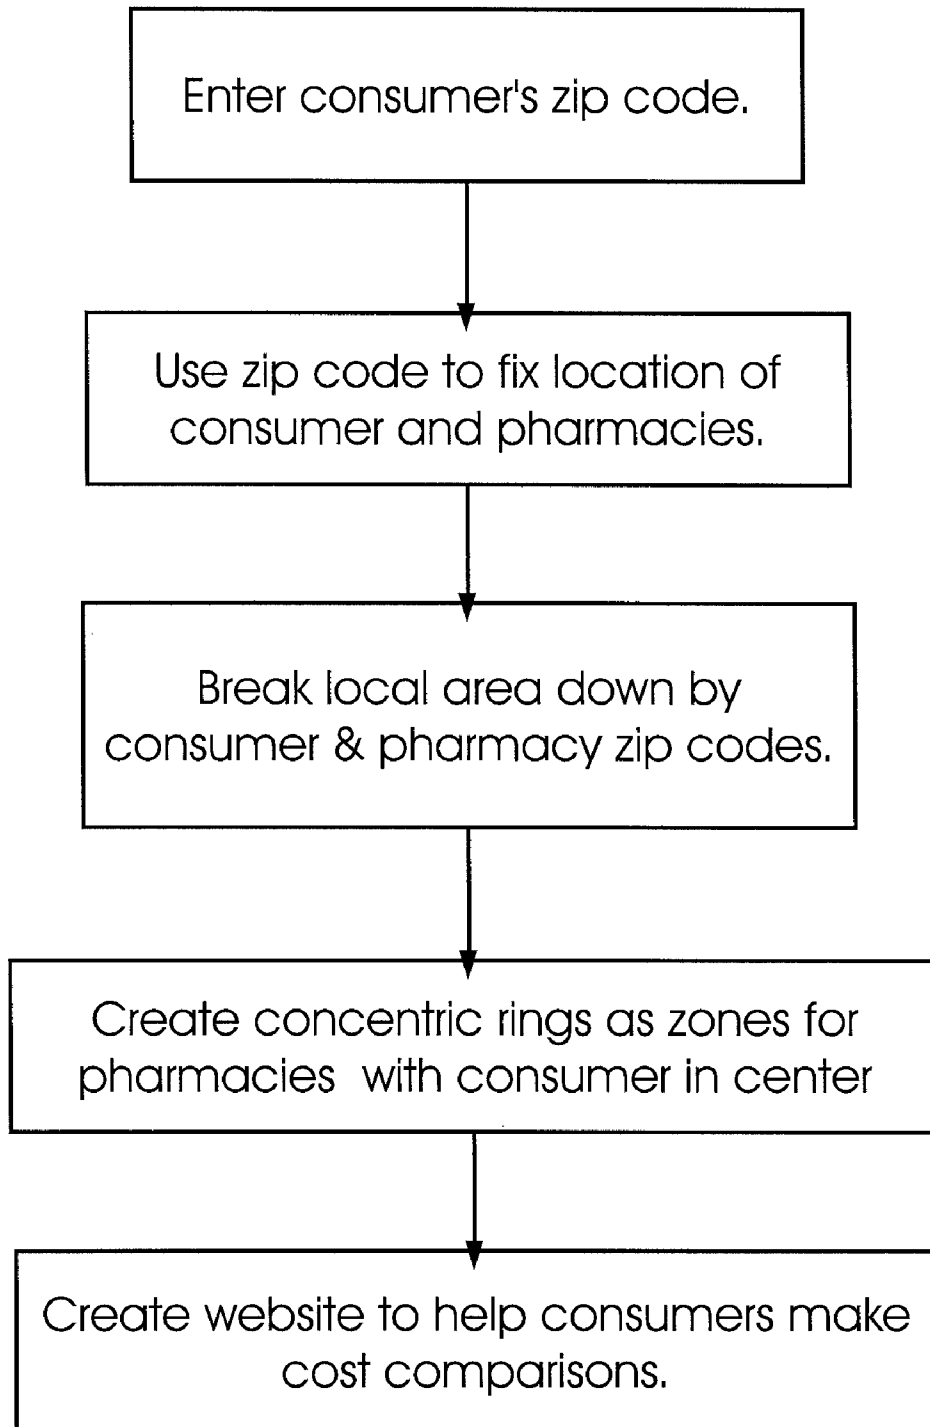 Enter consumer's zip code.
Use zip code to fix location of
consumer and pharmacies.
Break local area down by
consumer & pharmacy zip codes.
Create concentric rings as zones for
pharmacies with consumer in center
Create website to help consumers make
cost comparisons.